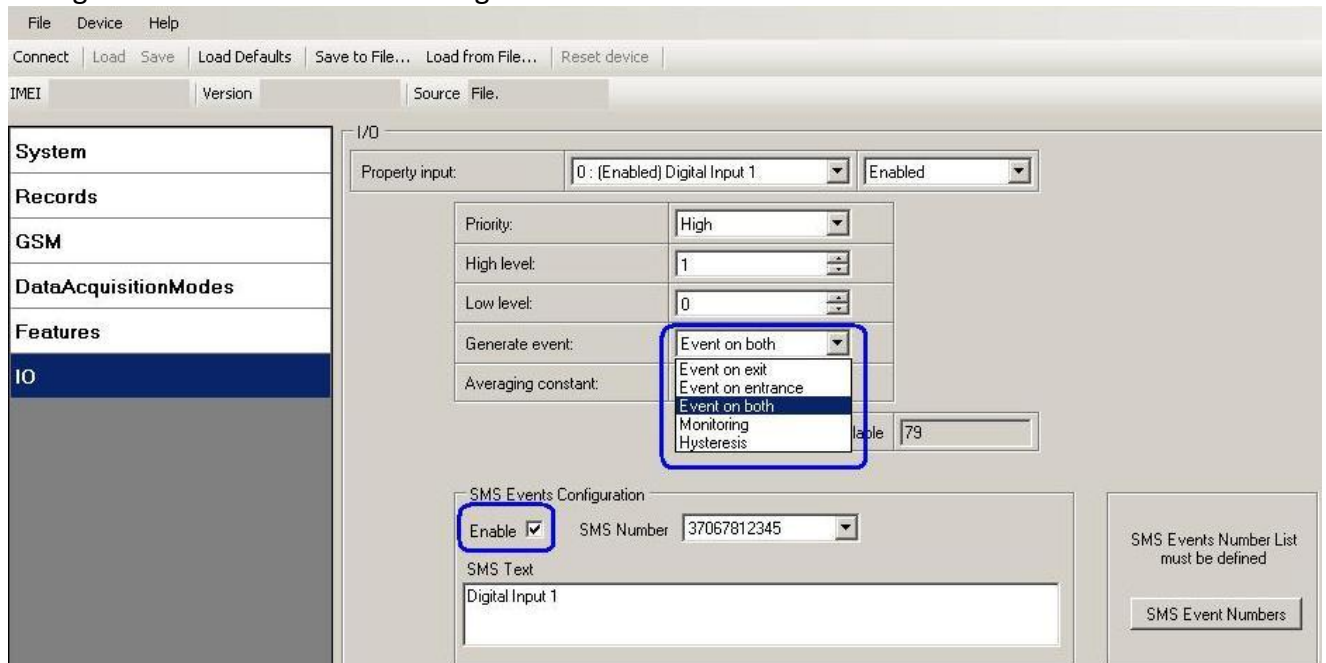 File Device Help
Connect Load Save Load Defaults Save to File... Load from File... Reset device
IMEI Version Source File.
System
Records
GSM
DataAcquisitionModes
Features
IO
I/O
Property input: 0 : (Enabled) Digital Input 1 Enabled
Priority: High
High level: 1
Low level: 0
Generate event: Event on both
Averaging constant:
Event on exit
Event on entrance
Event on both
Monitoring
Hysteresis
79
SMS Events Configuration
Enable SMS Number 37067812345
SMS Text
Digital Input 1
SMS Events Number List
must be defined
SMS Event Numbers